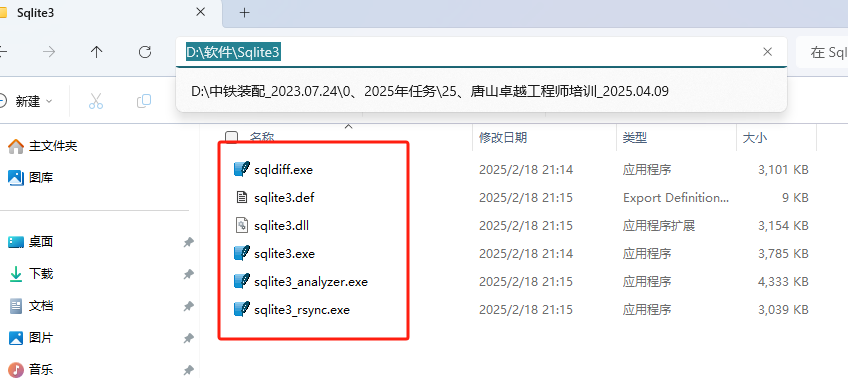 Sqlite3
D:\软件\Sqlite3
在 Sql
D:\中铁装配_2023.07.24\0、2025年任务\25、唐山卓越工程师培训_2025.04.09
新建
名称 修改日期 类型 大小
主文件夹
图库
桌面
下载
文档
图片
音乐
sqldiff.exe 2025/2/18 21:14 应用程序 3,101 KB
sqlite3.def 2025/2/18 21:15 Export Definition... 9 KB
sqlite3.dll 2025/2/18 21:15 应用程序扩展 3,154 KB
sqlite3.exe 2025/2/18 21:14 应用程序 3,785 KB
sqlite3_analyzer.exe 2025/2/18 21:15 应用程序 4,333 KB
sqlite3_rsync.exe 2025/2/18 21:15 应用程序 3,039 KB